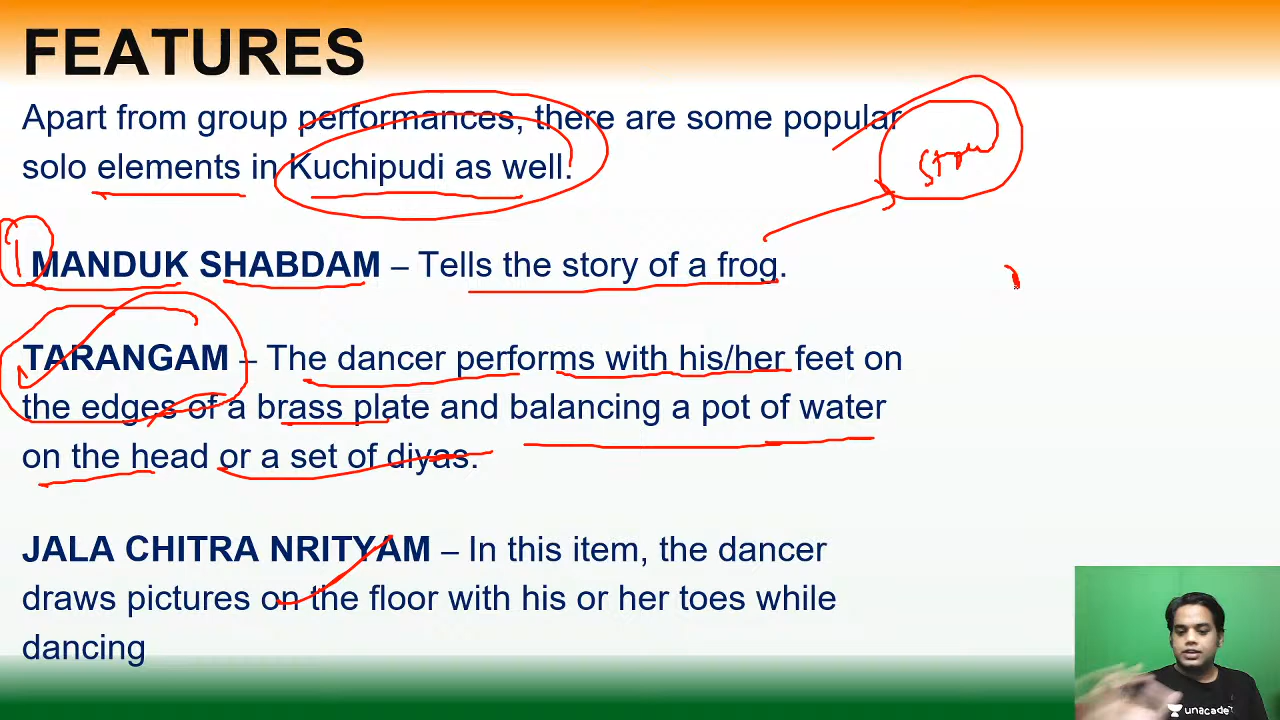 FEATURES
Apart from group performances, there are some popular
solo elements in Kuchipudi as well.
1
MANDUK SHABDAM – Tells the story of a frog.
TARANGAM – The dancer performs with his/her feet on
the edges of a brass plate and balancing a pot of water
on the head or a set of diyas.
JALA CHITRA NRITYAM – In this item, the dancer
draws pictures on the floor with his or her toes while
dancing